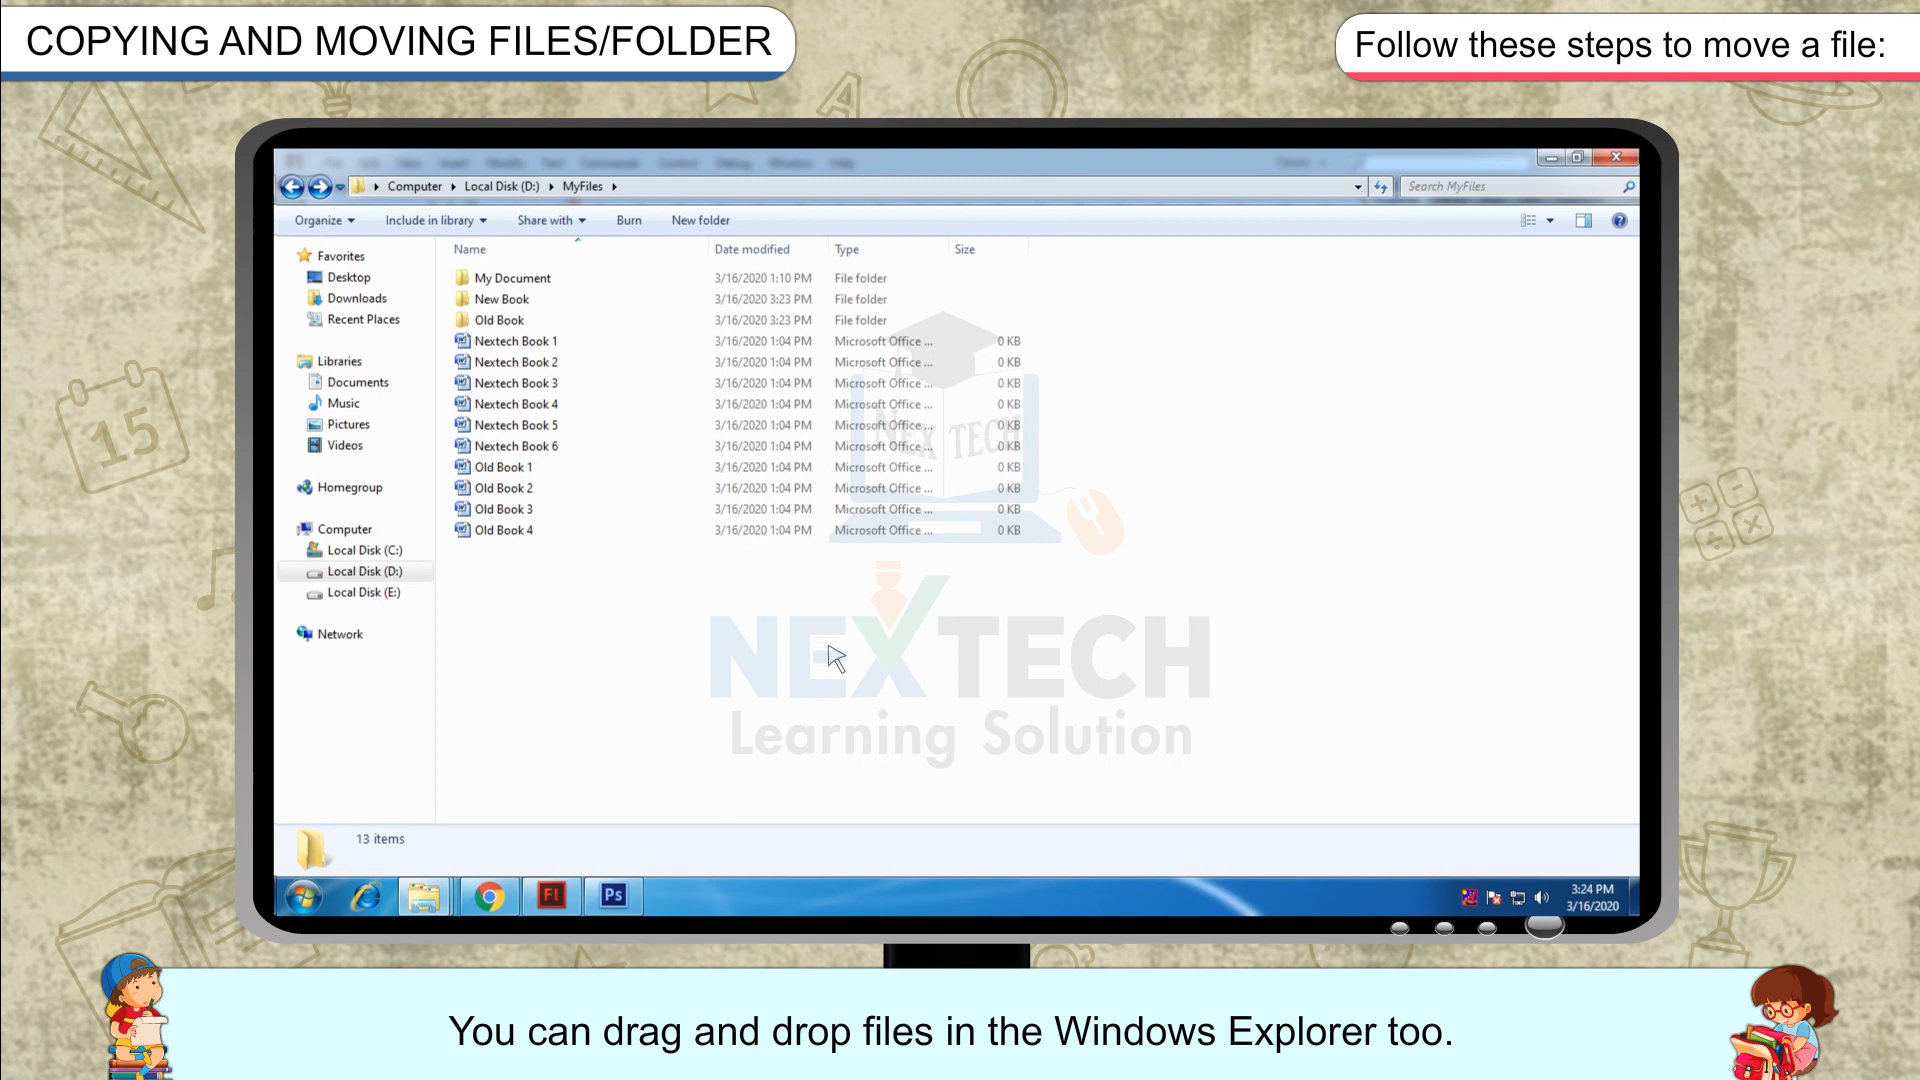 COPYING AND MOVING FILES/FOLDER
Follow these steps to move a file:
Computer Local Disk (D:) MyFiles
Search MyFiles
Organize Include in library Share with Burn New folder
Name Date modified Type Size
Favorites
Desktop
Downloads
Recent Places
Libraries
Documents
Music
Pictures
Videos
Homegroup
Computer
Local Disk (C:)
Local Disk (D:)
Local Disk (E:)
Network
My Document 3/16/2020 1:10 PM File folder
New Book 3/16/2020 3:23 PM File folder
Old Book 3/16/2020 3:23 PM File folder
Nextech Book 1 3/16/2020 1:04 PM Microsoft Office ... 0 KB
Nextech Book 2 3/16/2020 1:04 PM Microsoft Office ... 0 KB
Nextech Book 3 3/16/2020 1:04 PM Microsoft Office ... 0 KB
Nextech Book 4 3/16/2020 1:04 PM Microsoft Office ... 0 KB
Nextech Book 5 3/16/2020 1:04 PM Microsoft Office ... 0 KB
Nextech Book 6 3/16/2020 1:04 PM Microsoft Office ... 0 KB
Old Book 1 3/16/2020 1:04 PM Microsoft Office ... 0 KB
Old Book 2 3/16/2020 1:04 PM Microsoft Office ... 0 KB
Old Book 3 3/16/2020 1:04 PM Microsoft Office ... 0 KB
Old Book 4 3/16/2020 1:04 PM Microsoft Office ... 0 KB
NEX TECH
NEXTECH
Learning Solution
15
A
13 items
Fl
Ps
3:24 PM
3/16/2020
You can drag and drop files in the Windows Explorer too.